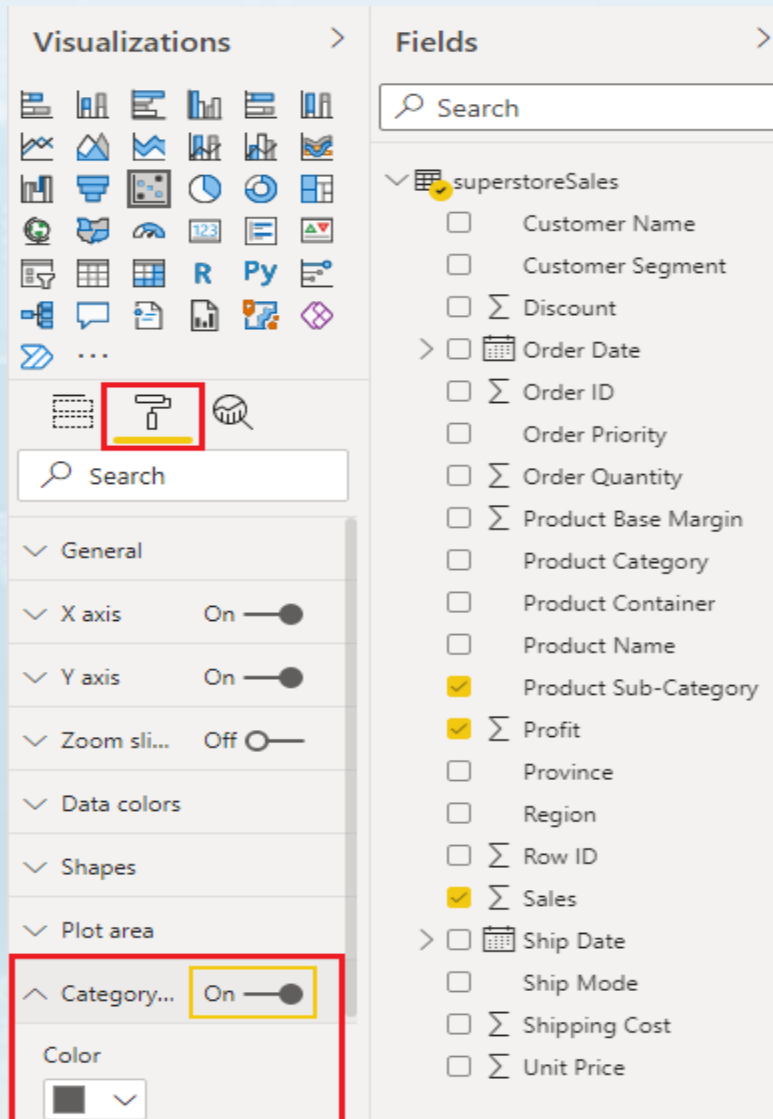 Visualizations
123
R
Py
Search
General
X axis On
Y axis On
Zoom sli... Off
Data colors
Shapes
Plot area
Category... On
Color
Fields
Search
superstoreSales
Customer Name
Customer Segment
Discount
Order Date
Order ID
Order Priority
Order Quantity
Product Base Margin
Product Category
Product Container
Product Name
Product Sub-Category
Profit
Province
Region
Row ID
Sales
Ship Date
Ship Mode
Shipping Cost
Unit Price